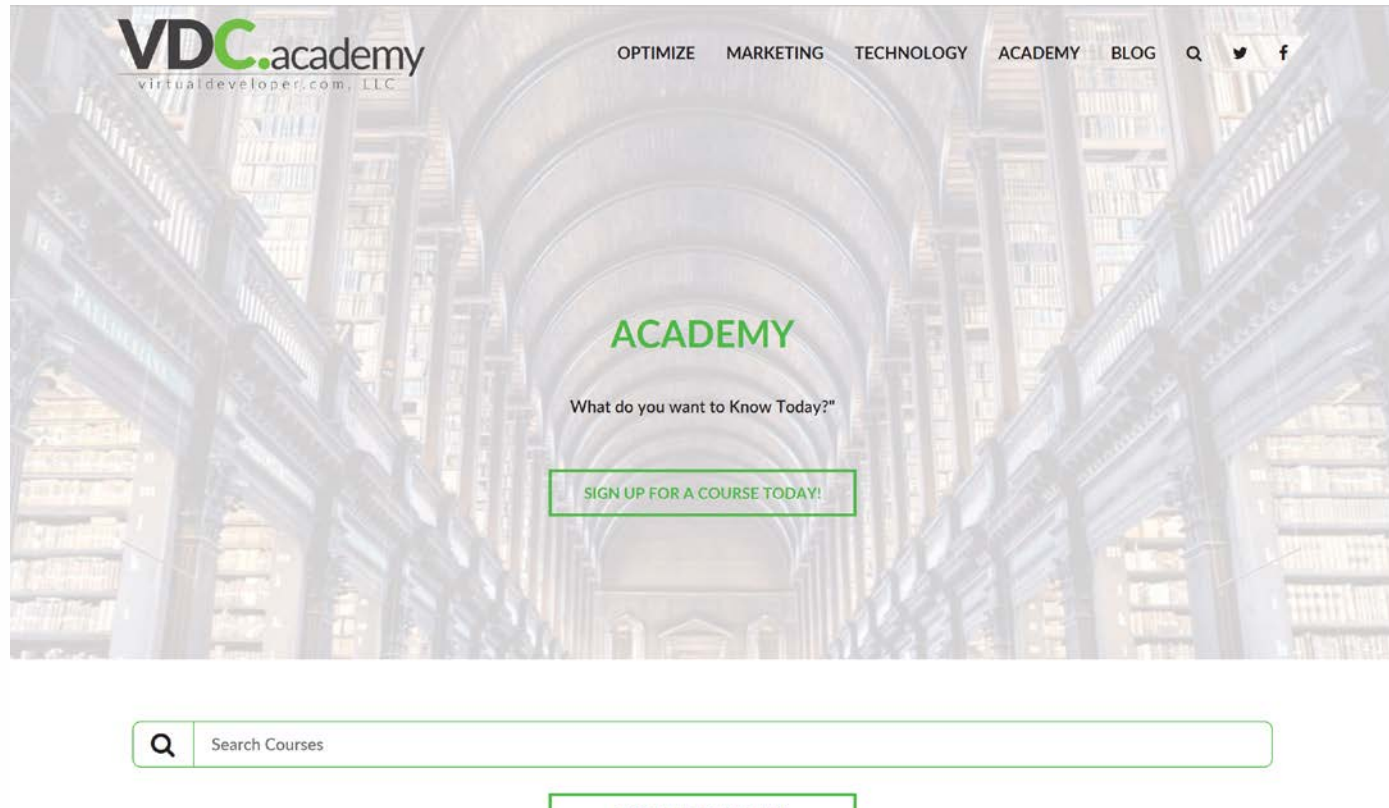 VDC.academy
virtualdeveloper.com, LLC
OPTIMIZE MARKETING TECHNOLOGY ACADEMY BLOG
ACADEMY
What do you want to Know Today?"
SIGN UP FOR A COURSE TODAY!
Search Courses